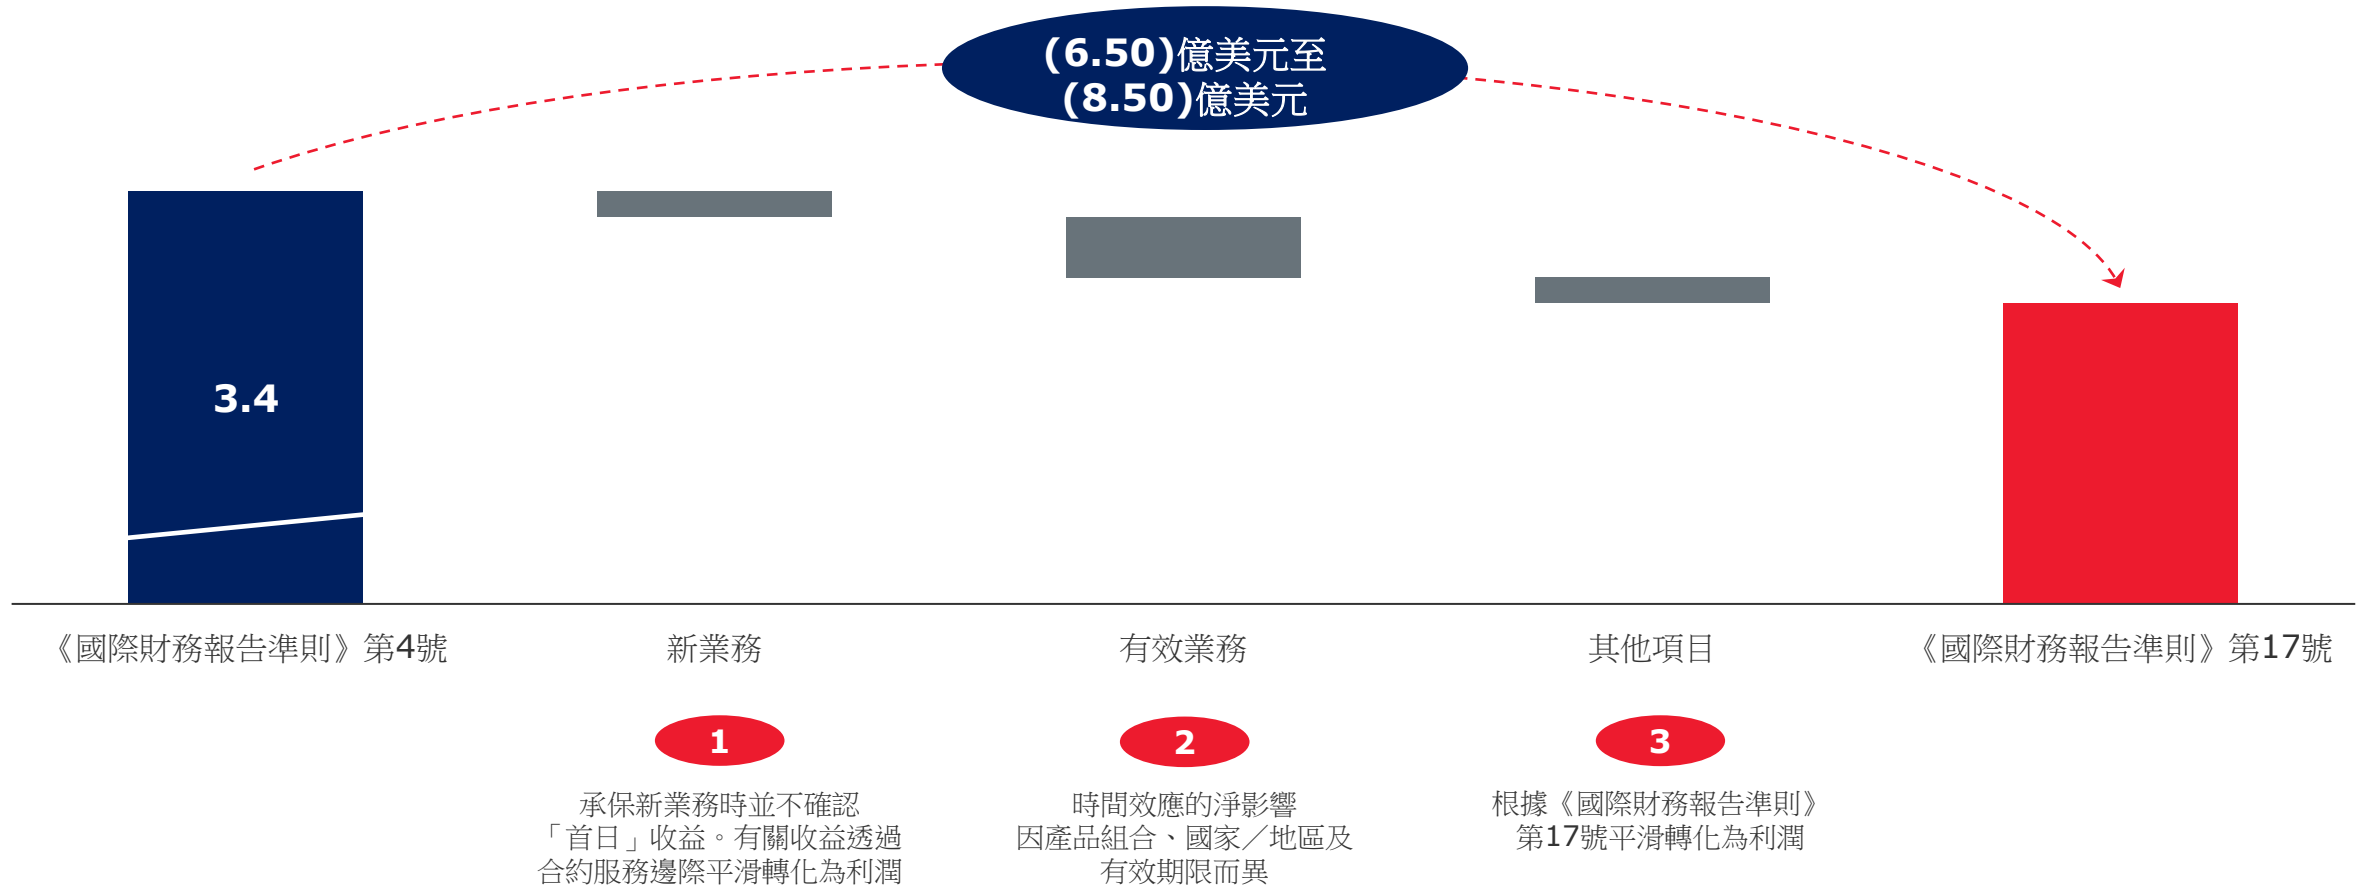 (6.50)億美元至
(8.50)億美元
3.4
《國際財務報告準則》第4號
新業務
有效業務
其他項目
《國際財務報告準則》第17號
1
承保新業務時並不確認
「首日」收益。有關收益透過
合約服務邊際平滑轉化為利潤
2
時間效應的淨影響
因產品組合、國家／地區及
有效期限而異
3
根據《國際財務報告準則》
第17號平滑轉化為利潤